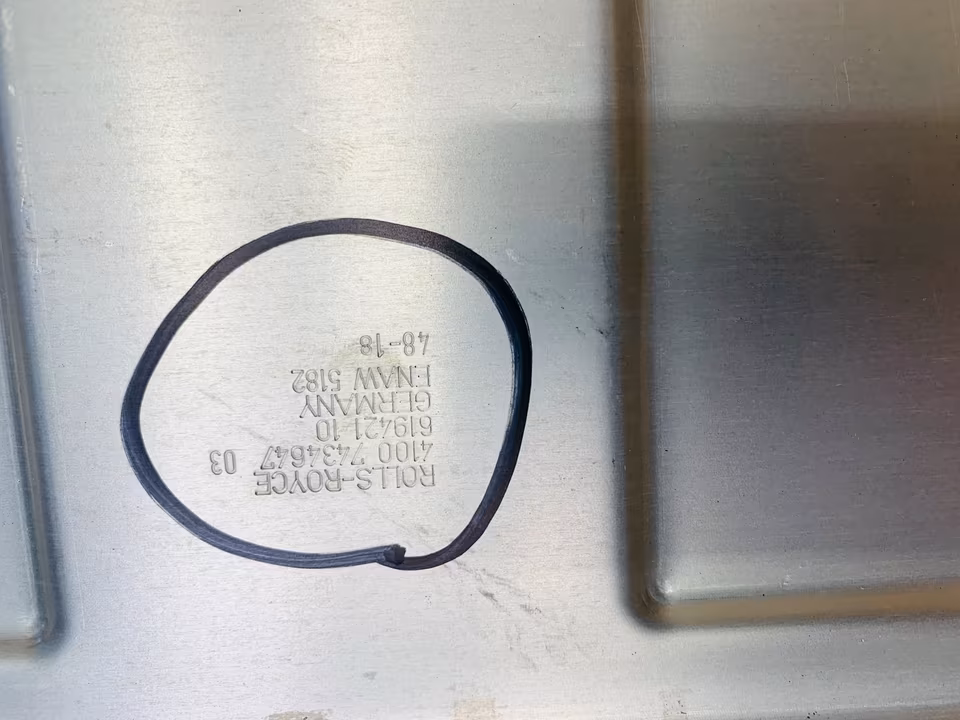 ROLLS-ROYCE
4100 7434647 03
619421 10
GERMANY
ENAW 5182
48-18